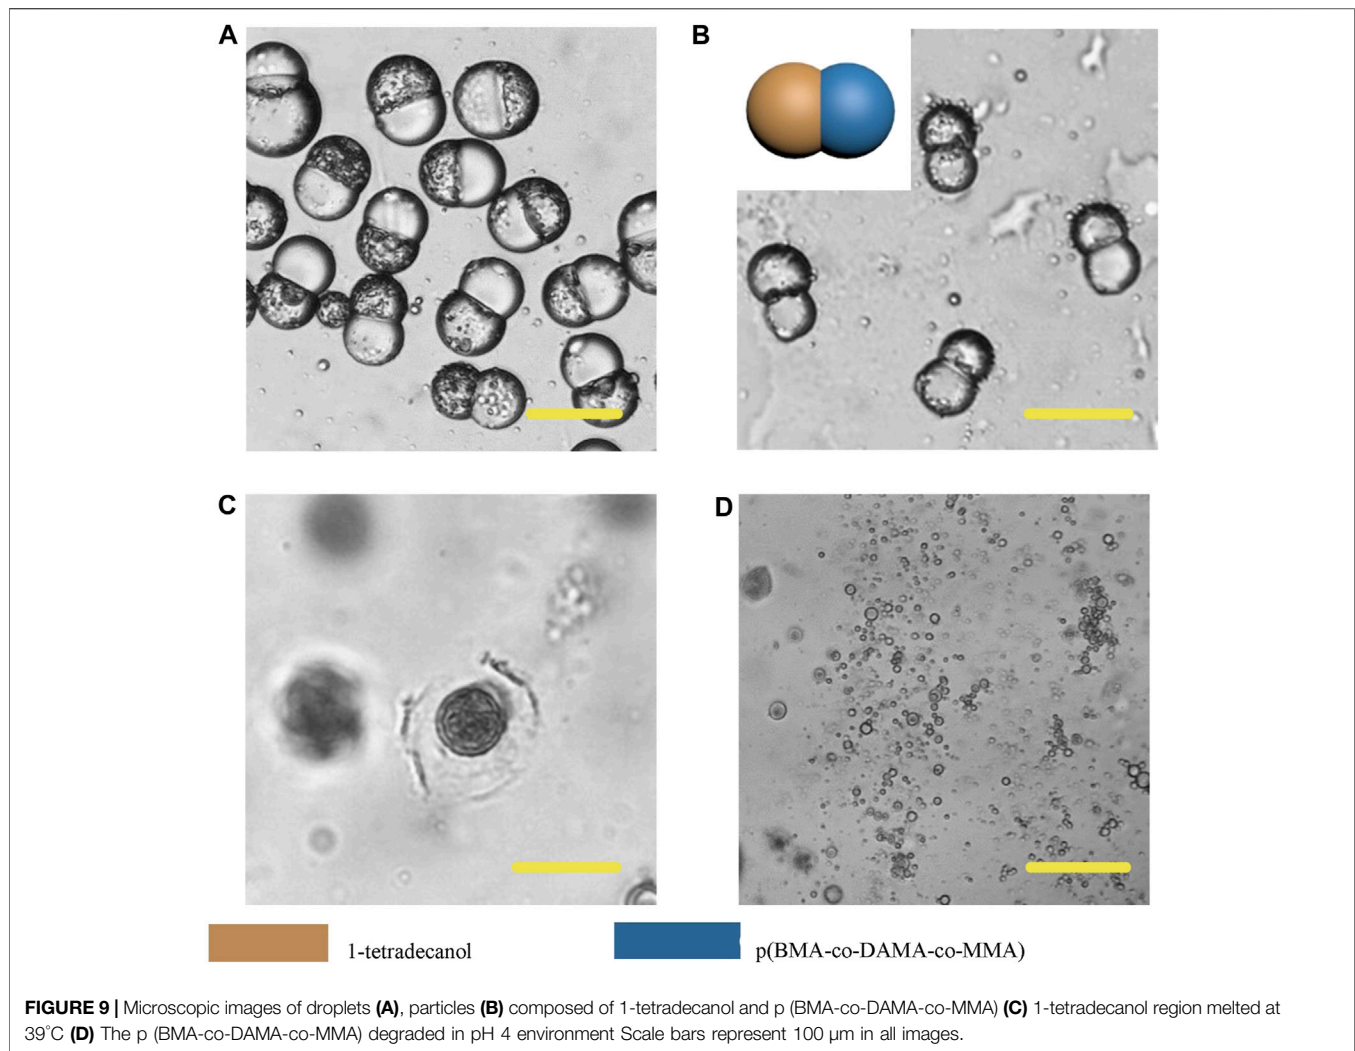 A
B
C
D
1-tetradecanol
p(BMA-co-DAMA-co-MMA)
FIGURE 9 | Microscopic images of droplets (A), particles (B) composed of 1-tetradecanol and p (BMA-co-DAMA-co-MMA) (C) 1-tetradecanol region melted at
39°C (D) The p (BMA-co-DAMA-co-MMA) degraded in pH 4 environment Scale bars represent 100 μm in all images.